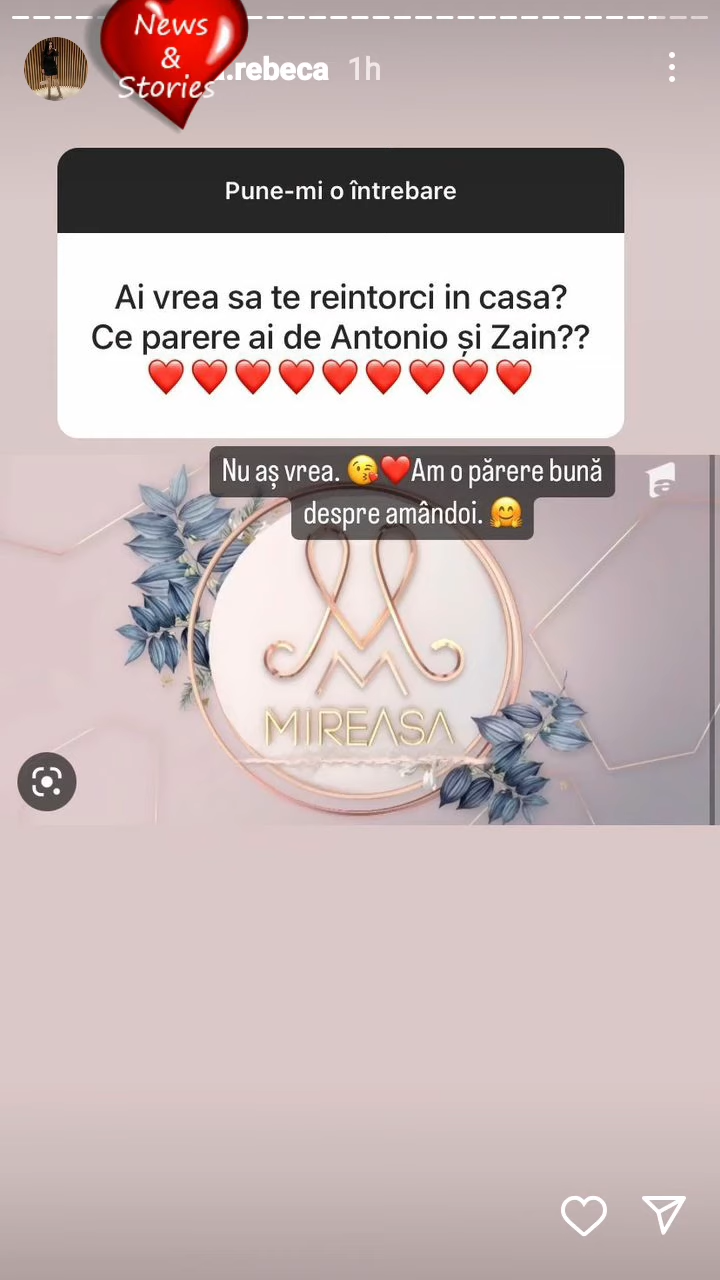 News
&
Stories
.rebeca 1h
Pune-mi o întrebare
Ai vrea sa te reintorci in casa?
Ce parere ai de Antonio și Zain??
❤️❤️❤️❤️❤️❤️❤️❤️❤️
Nu aș vrea. 😘❤️Am o părere bună
despre amândoi. 🤗
MIREASA